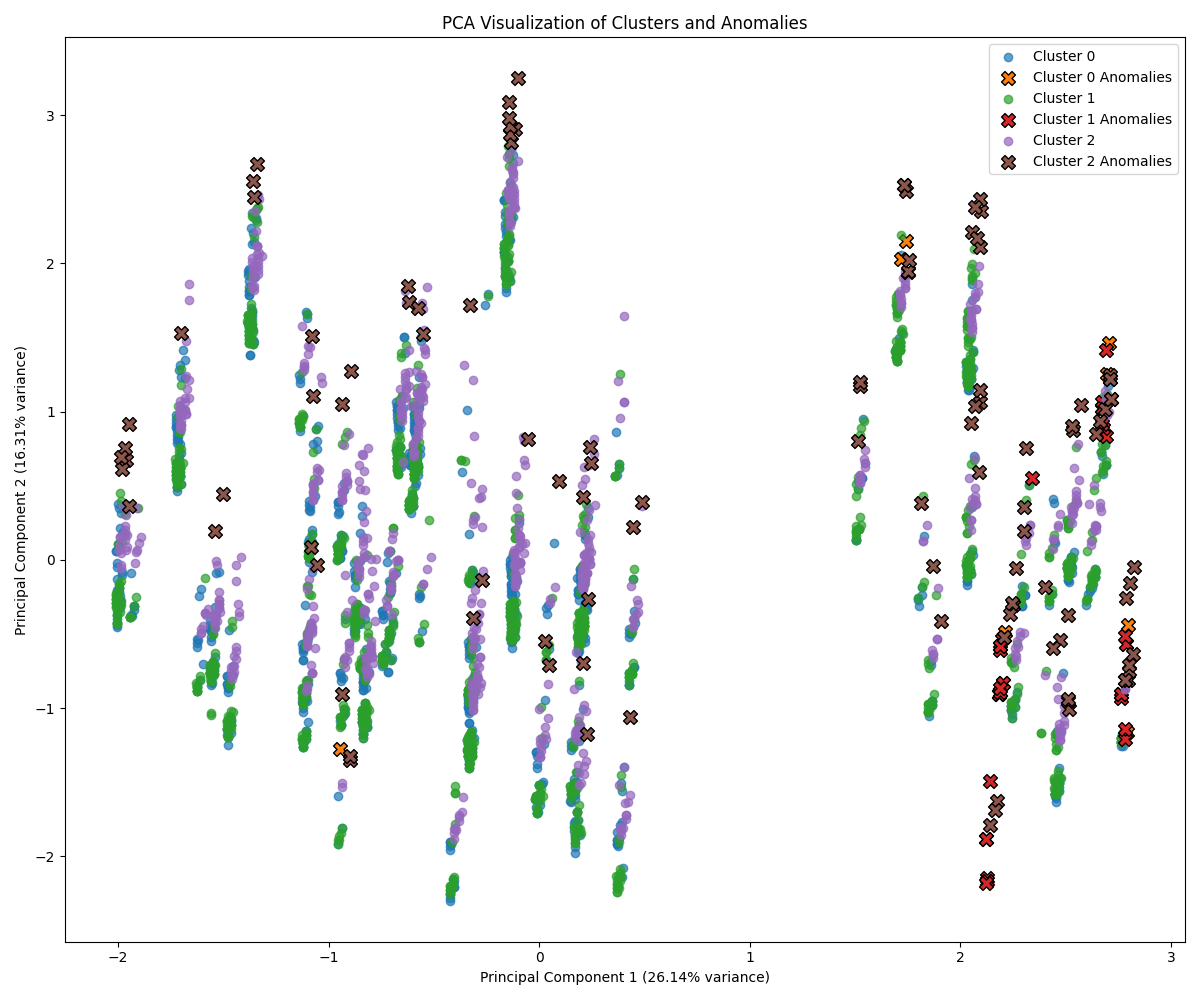 PCA Visualization of Clusters and Anomalies
Cluster 0
Cluster 0 Anomalies
Cluster 1
Cluster 1 Anomalies
Cluster 2
Cluster 2 Anomalies
3
2
1
0
−1
−2
Principal Component 2 (16.31% variance)
−2 −1 0 1 2 3
Principal Component 1 (26.14% variance)